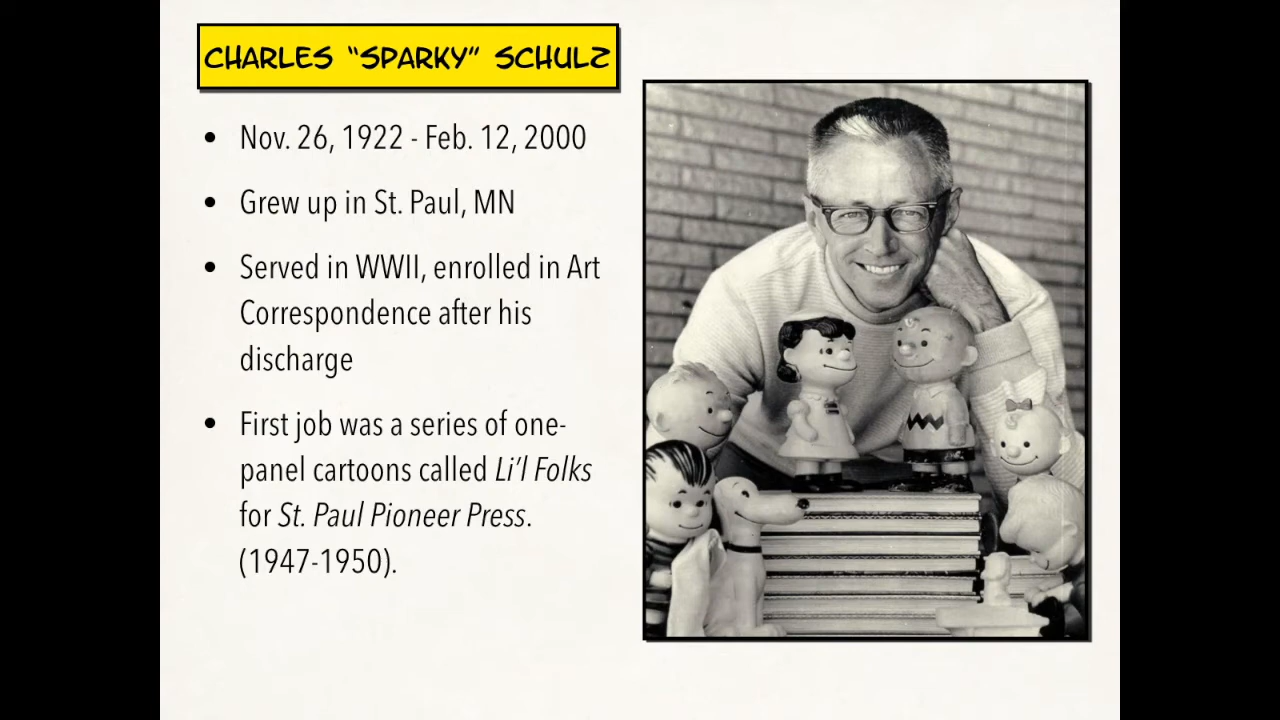 CHARLES “SPARKY” SCHULZ
• Nov. 26, 1922 - Feb. 12, 2000
• Grew up in St. Paul, MN
• Served in WWII, enrolled in Art
Correspondence after his
discharge
• First job was a series of one-
panel cartoons called Li’l Folks
for St. Paul Pioneer Press.
(1947-1950).